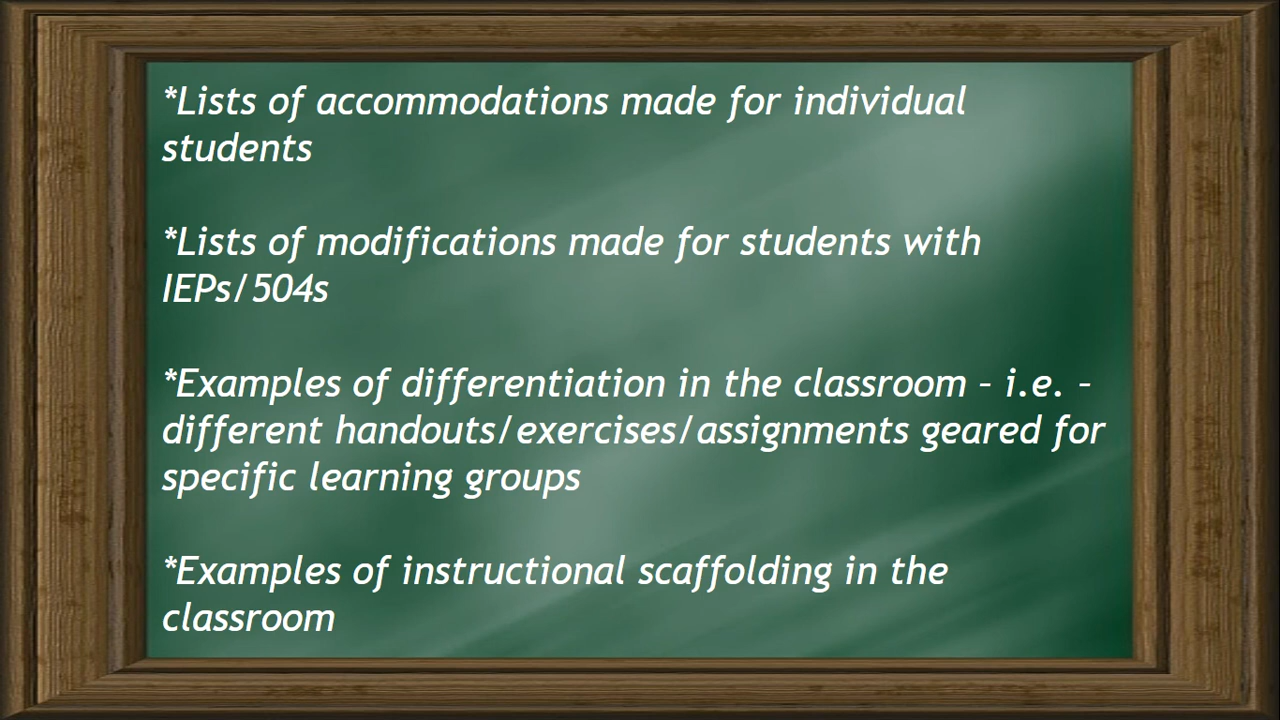 *Lists of accommodations made for individual
students
*Lists of modifications made for students with
IEPs/504s
*Examples of differentiation in the classroom – i.e. –
different handouts/exercises/assignments geared for
specific learning groups
*Examples of instructional scaffolding in the
classroom